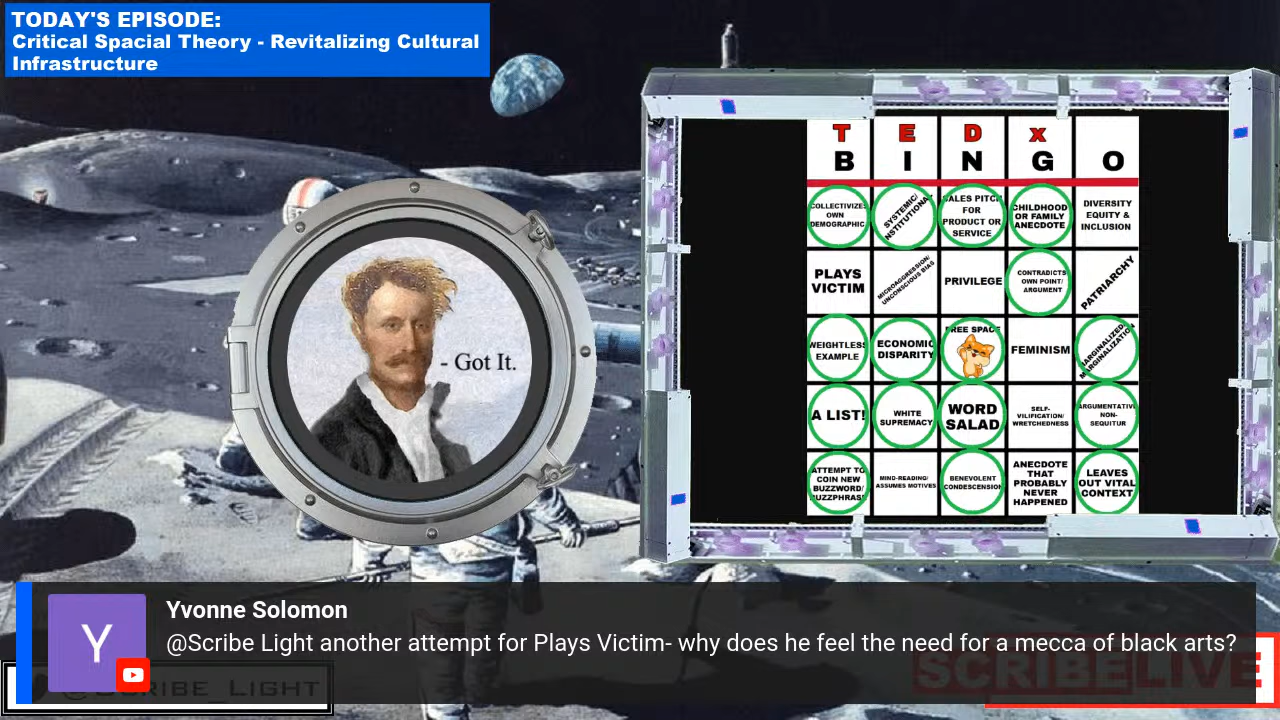 TODAY'S EPISODE:
Critical Spacial Theory - Revitalizing Cultural
Infrastructure
T E D x
B I N G O
COLLECTIVIZES
OWN
DEMOGRAPHIC
SYSTEMIC/
INSTITUTIONAL
SALES PITCH
FOR
PRODUCT OR
SERVICE
CHILDHOOD
OR FAMILY
ANECDOTE
DIVERSITY
EQUITY &
INCLUSION
PLAYS
VICTIM
MICROAGGRESSION/
UNCONSCIOUS BIAS
PRIVILEGE
CONTRADICTS
OWN POINT/
ARGUMENT
PATRIARCHY
WEIGHTLESS
EXAMPLE
ECONOMIC
DISPARITY
FREE SPACE
FEMINISM
MARGINALIZED/
MARGINALIZATION
A LIST!
WHITE
SUPREMACY
WORD
SALAD
SELF-
VILIFICATION/
WRETCHEDNESS
ARGUMENTATIVE
NON-
SEQUITUR
ATTEMPT TO
COIN NEW
BUZZWORD/
BUZZPHRASE
MIND-READING/
ASSUMES MOTIVES
BENEVOLENT
CONDESCENSION
ANECDOTE
THAT
PROBABLY
NEVER
HAPPENED
LEAVES
OUT VITAL
CONTEXT
- Got It.
Y
Yvonne Solomon
@Scribe Light another attempt for Plays Victim- why does he feel the need for a mecca of black arts?
@SCRIBE_LIGHT
SCRIBELIVE